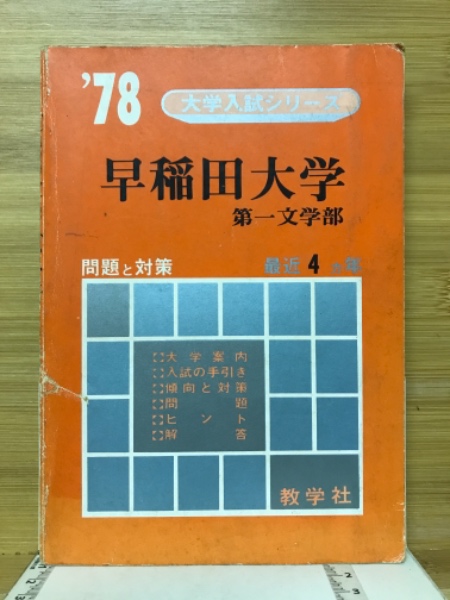 '78
大学入試シリーズ
早稲田大学
第一文学部
問題と対策
最近4ヵ年
大学案内
入試の手引き
傾向と対策
問題
ヒント
解答
教学社
2
3